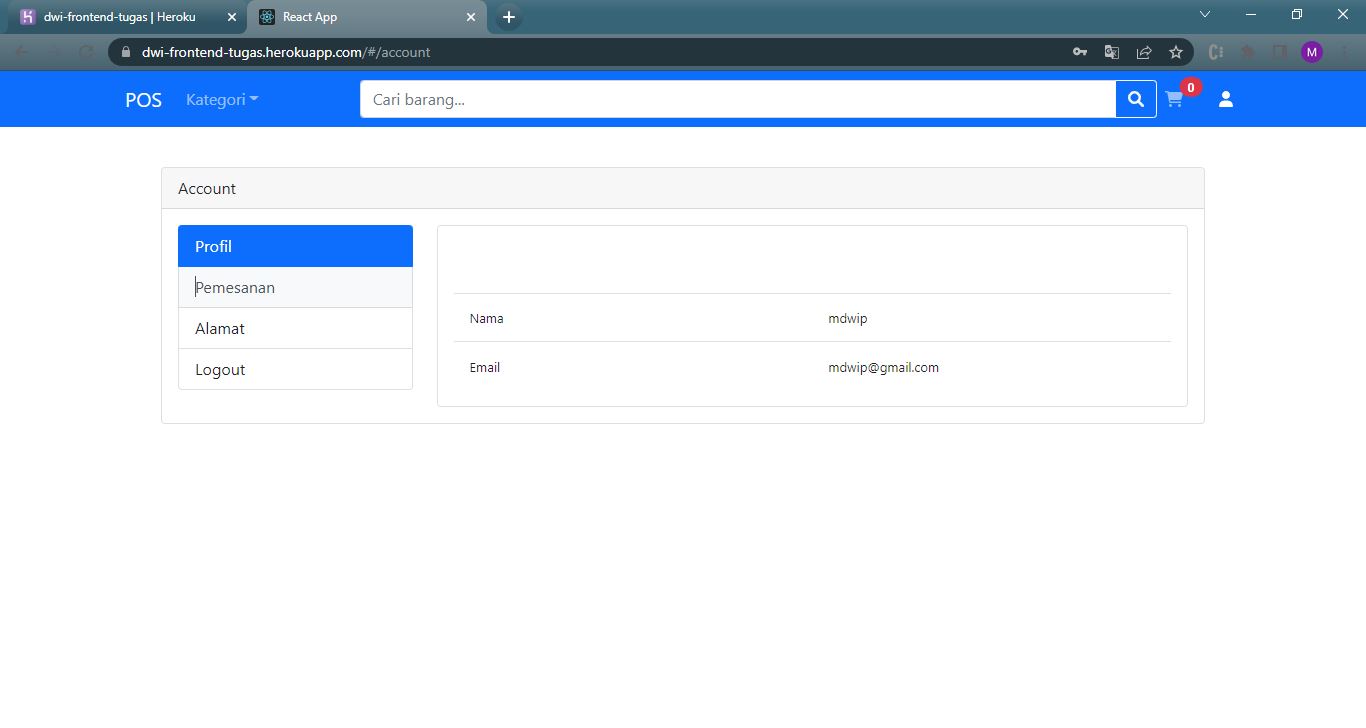 dwi-frontend-tugas | Heroku
React App
dwi-frontend-tugas.herokuapp.com/#/account
M
POS
Kategori
Cari barang...
0
Account
Profil
Pemesanan
Alamat
Logout
Nama mdwip
Email mdwip@gmail.com